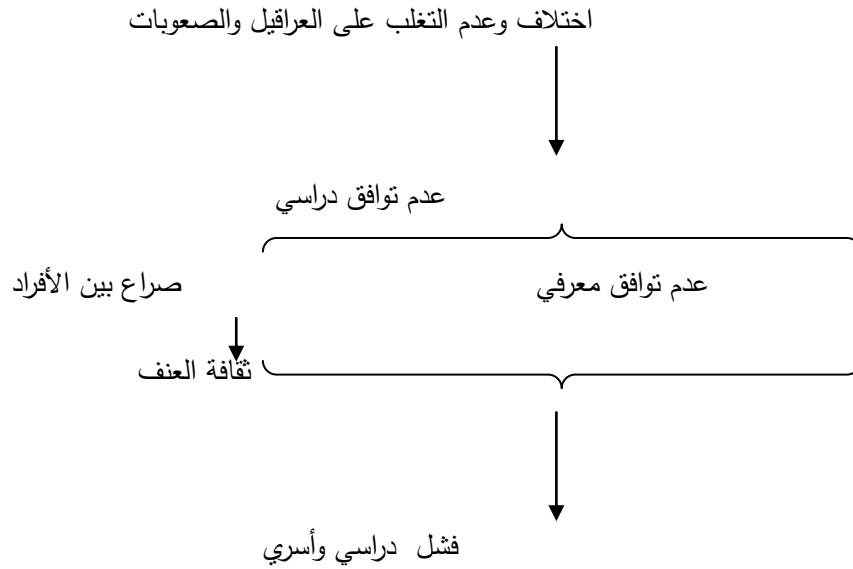 اختلاف وعدم التغلب على العراقيل والصعوبات
عدم توافق دراسي
عدم توافق معرفي صراع بين الأفراد
ثقافة العنف
فشل دراسي وأسري